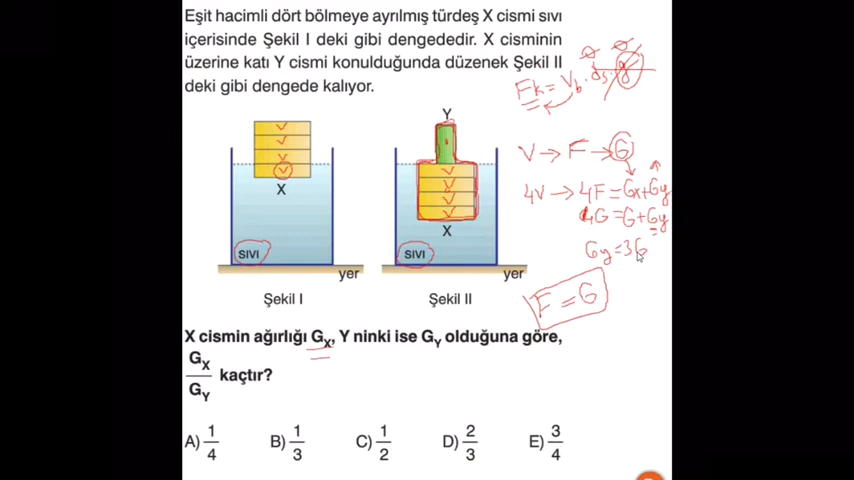 Eşit hacimli dört bölmeye ayrılmış türdeş X cismi sıvı
içerisinde Şekil I deki gibi dengededir. X cisminin
üzerine katı Y cismi konulduğunda düzenek Şekil II
deki gibi dengede kalıyor.
Fk = Vb . ds . g
V → F → G
4V → 4F = Gx + Gy
4G = G + Gy
Gy = 3G
F = G
Y
V
V
V
V
X
SIVI
yer
Şekil I
V
V
V
V
X
SIVI
yer
Şekil II
X cismin ağırlığı GX, Y ninki ise GY olduğuna göre,
GX
GY
kaçtır?
A) 1/4 B) 1/3 C) 1/2 D) 2/3 E) 3/4